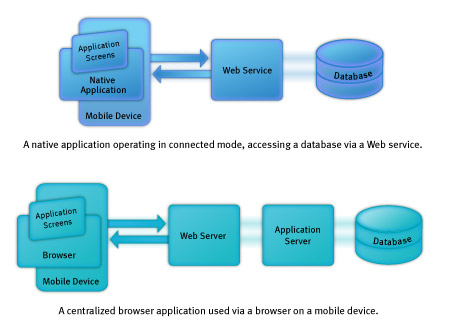 Application
Screens
Native
Application
Mobile Device
Web Service
Database
A native application operating in connected mode, accessing a database via a Web service.
Application
Screens
Browser
Mobile Device
Web Server
Application
Server
Database
A centralized browser application used via a browser on a mobile device.